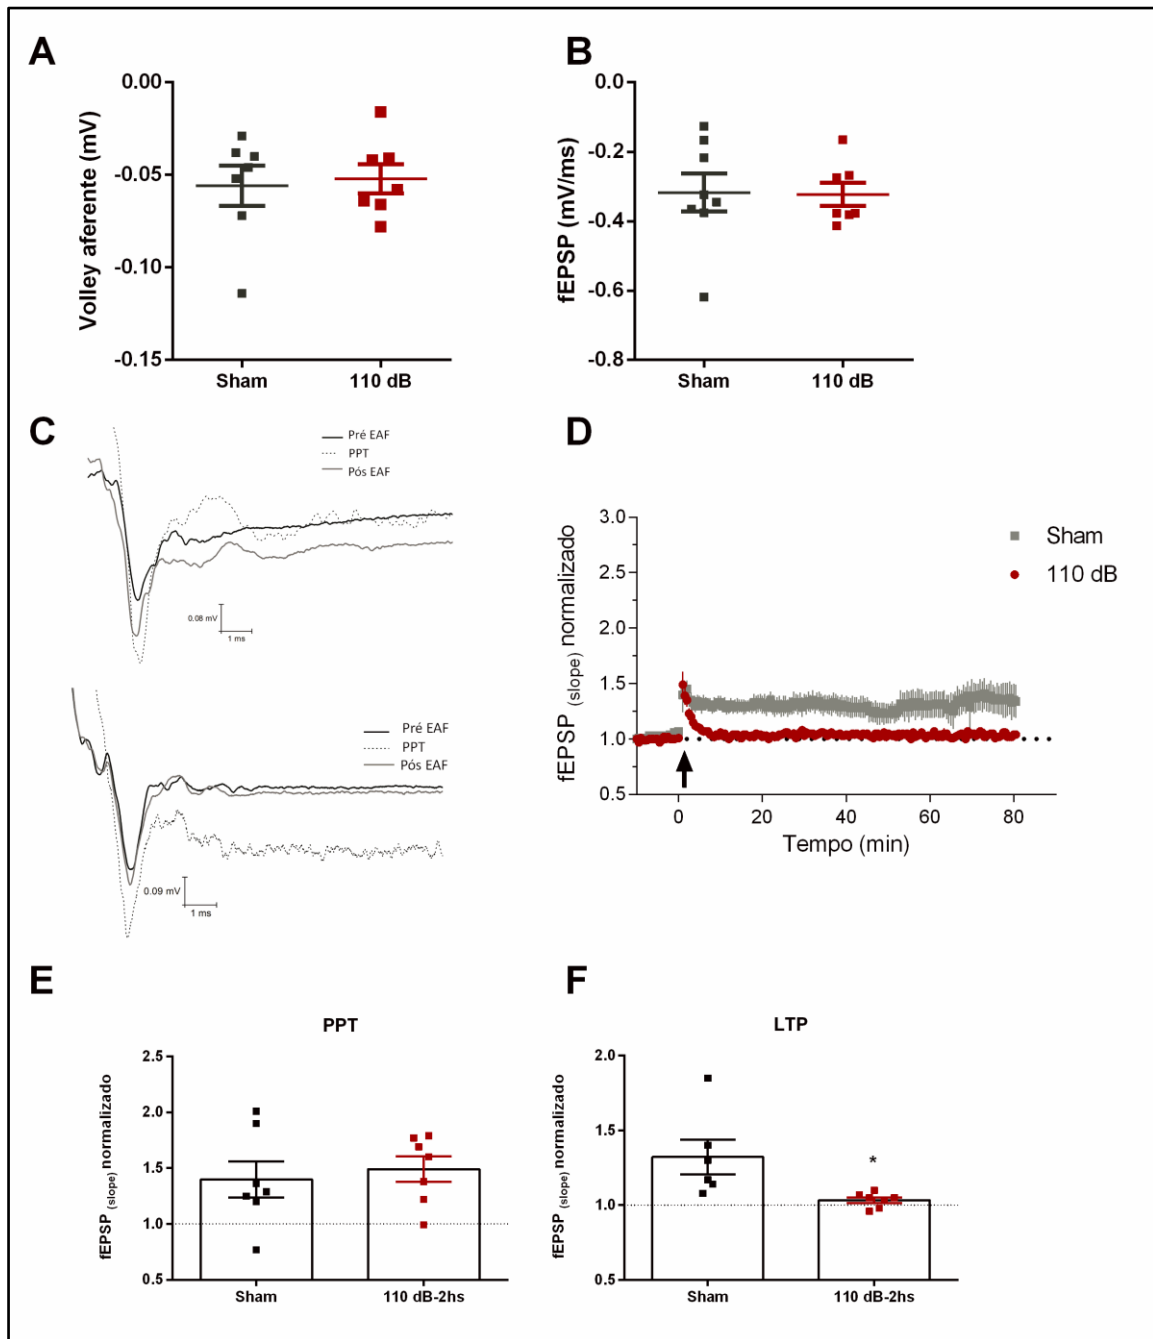 A
Volley aferente (mV)
0.00
-0.05
-0.10
-0.15
Sham
110 dB
B
fEPSP (mV/ms)
0.0
-0.2
-0.4
-0.6
-0.8
Sham
110 dB
C
Pré EAF
PPT
Pós EAF
0.08 mV
1 ms
Pré EAF
PPT
Pós EAF
0.09 mV
1 ms
D
fEPSP (slope) normalizado
3.0
2.5
2.0
1.5
1.0
0.5
Sham
110 dB
0
20
40
60
80
Tempo (min)
E
PPT
fEPSP (slope) normalizado
2.5
2.0
1.5
1.0
0.5
Sham
110 dB-2hs
F
LTP
fEPSP (slope) normalizado
2.0
1.5
1.0
0.5
*
Sham
110 dB-2hs